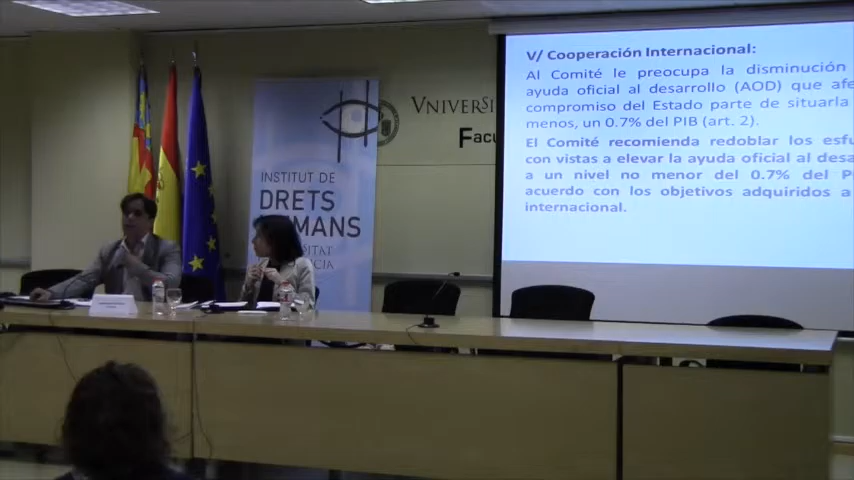 V/ Cooperación Internacional:
Al Comité le preocupa la disminución
ayuda oficial al desarrollo (AOD) que
compromiso del Estado parte de situarla
menos, un 0.7% del PIB (art. 2).
El Comité recomienda redoblar los
con vistas a elevar la ayuda oficial al
a un nivel no menor del 0.7% del
acuerdo con los objetivos adquiridos a
internacional.
INSTITUT DE
DRETS
HUMANS